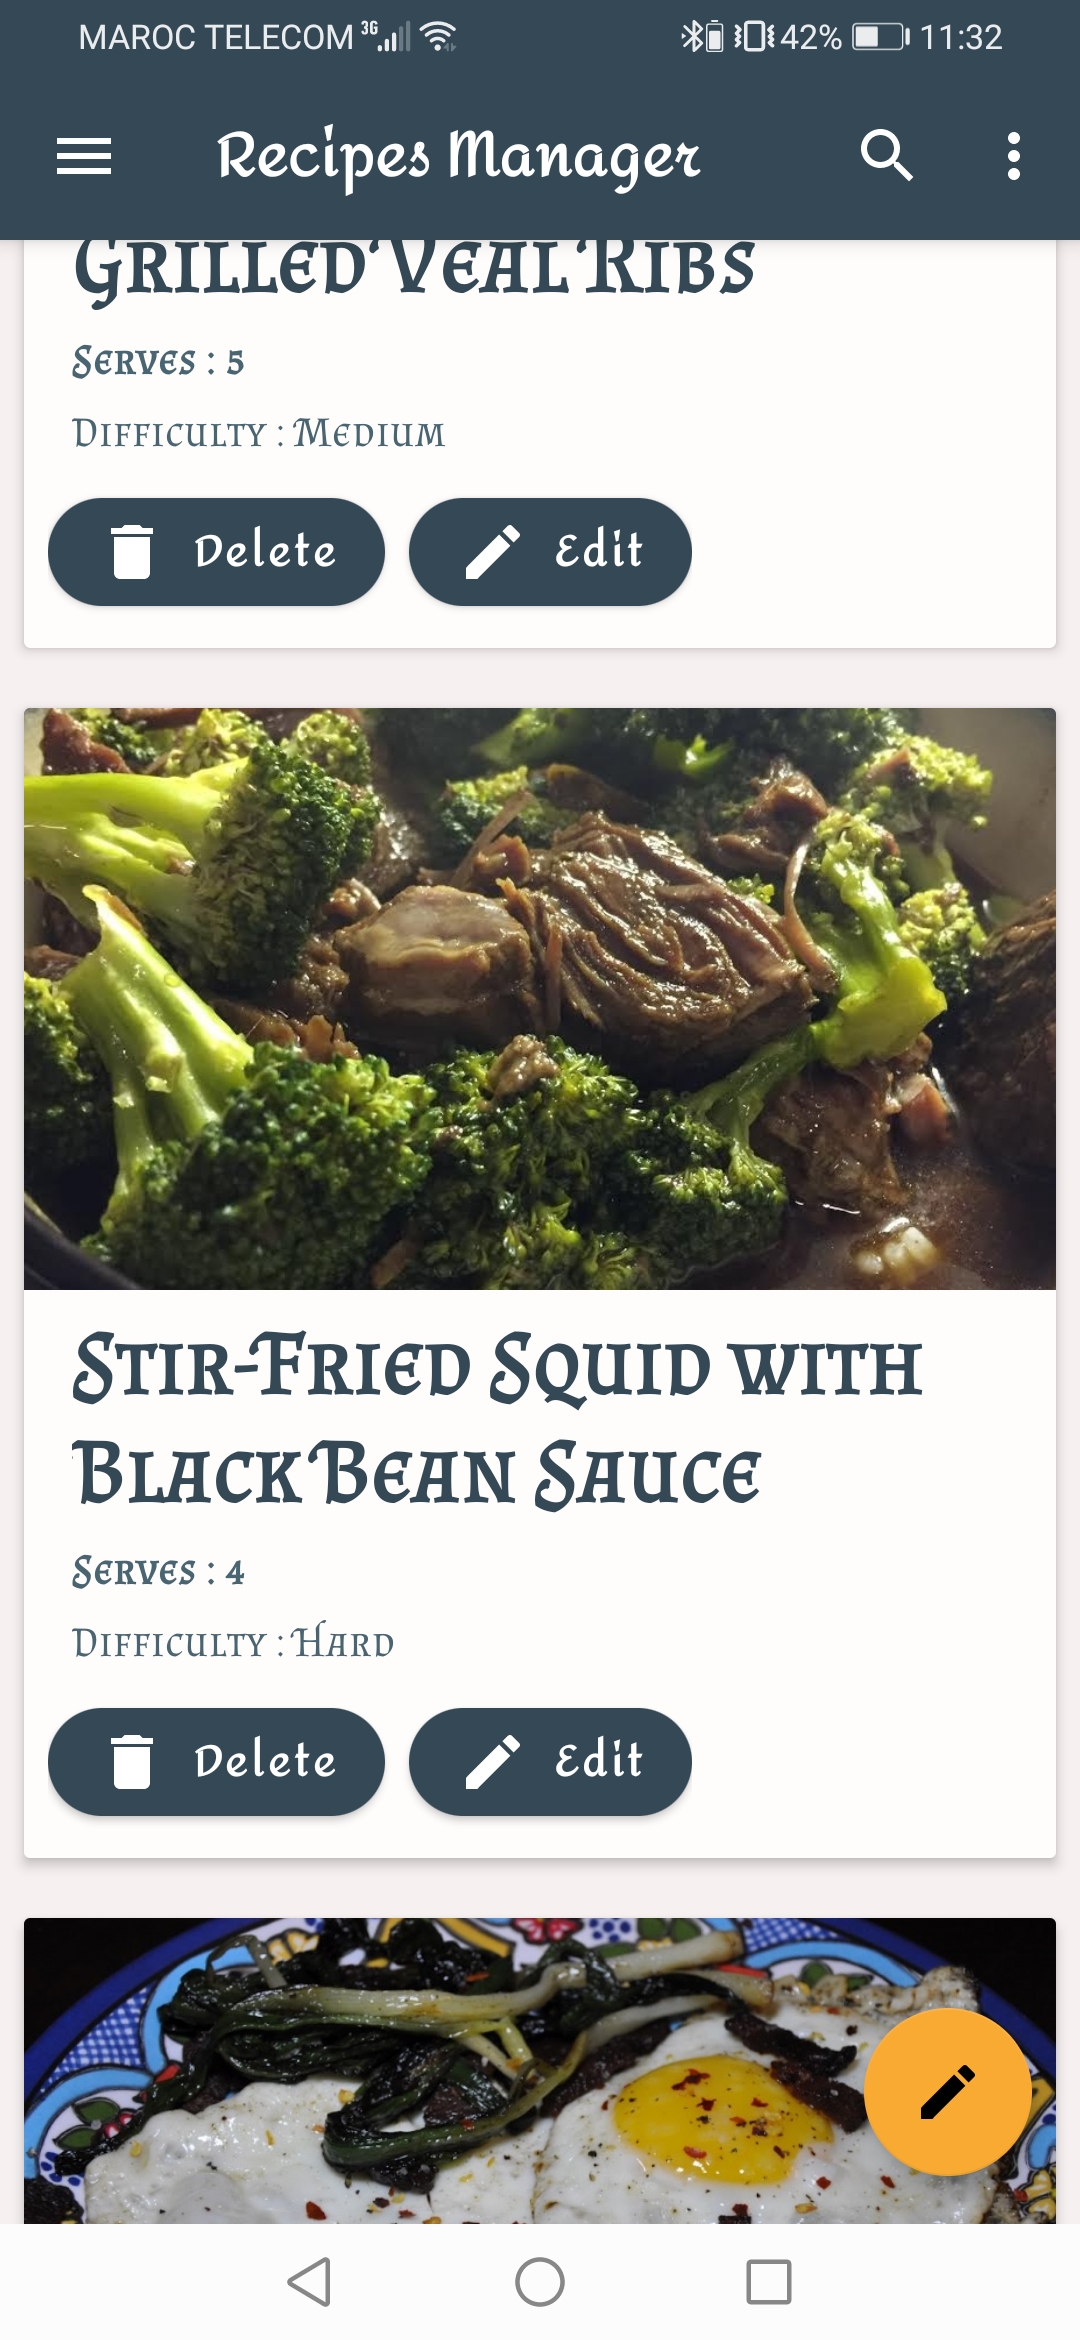 MAROC TELECOM 3G 42% 11:32
Recipes Manager
Grilled Veal Ribs
Serves : 5
Difficulty : Medium
Delete Edit
Stir-Fried Squid with
Black Bean Sauce
Serves : 4
Difficulty : Hard
Delete Edit